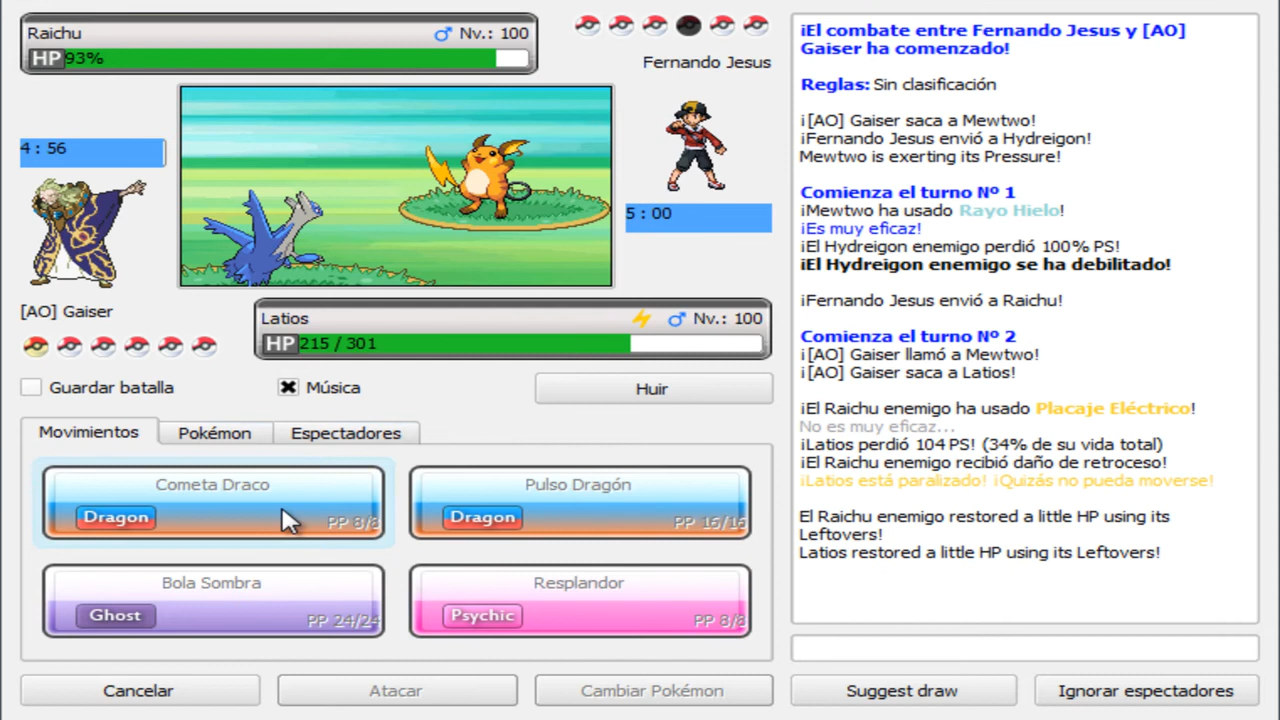 Raichu
Nv.: 100
HP 93%
Fernando Jesus
4 : 56
5 : 00
[AO] Gaiser
Latios
Nv.: 100
HP 215 / 301
Guardar batalla
Música
Huir
Movimientos
Pokémon
Espectadores
Cometa Draco
Dragon
PP 8/8
Pulso Dragón
Dragon
PP 16/16
Bola Sombra
Ghost
PP 24/24
Resplandor
Psychic
PP 8/8
Cancelar
Atacar
Cambiar Pokémon
¡El combate entre Fernando Jesus y [AO]
Gaiser ha comenzado!
Reglas: Sin clasificación
¡[AO] Gaiser saca a Mewtwo!
¡Fernando Jesus envió a Hydreigon!
Mewtwo is exerting its Pressure!
Comienza el turno Nº 1
¡Mewtwo ha usado Rayo Hielo!
¡Es muy eficaz!
¡El Hydreigon enemigo perdió 100% PS!
¡El Hydreigon enemigo se ha debilitado!
¡Fernando Jesus envió a Raichu!
Comienza el turno Nº 2
¡[AO] Gaiser llamó a Mewtwo!
¡[AO] Gaiser saca a Latios!
¡El Raichu enemigo ha usado Placaje Eléctrico!
No es muy eficaz...
¡Latios perdió 104 PS! (34% de su vida total)
¡El Raichu enemigo recibió daño de retroceso!
¡Latios está paralizado! ¡Quizás no pueda moverse!
El Raichu enemigo restored a little HP using its
Leftovers!
Latios restored a little HP using its Leftovers!
Suggest draw
Ignorar espectadores